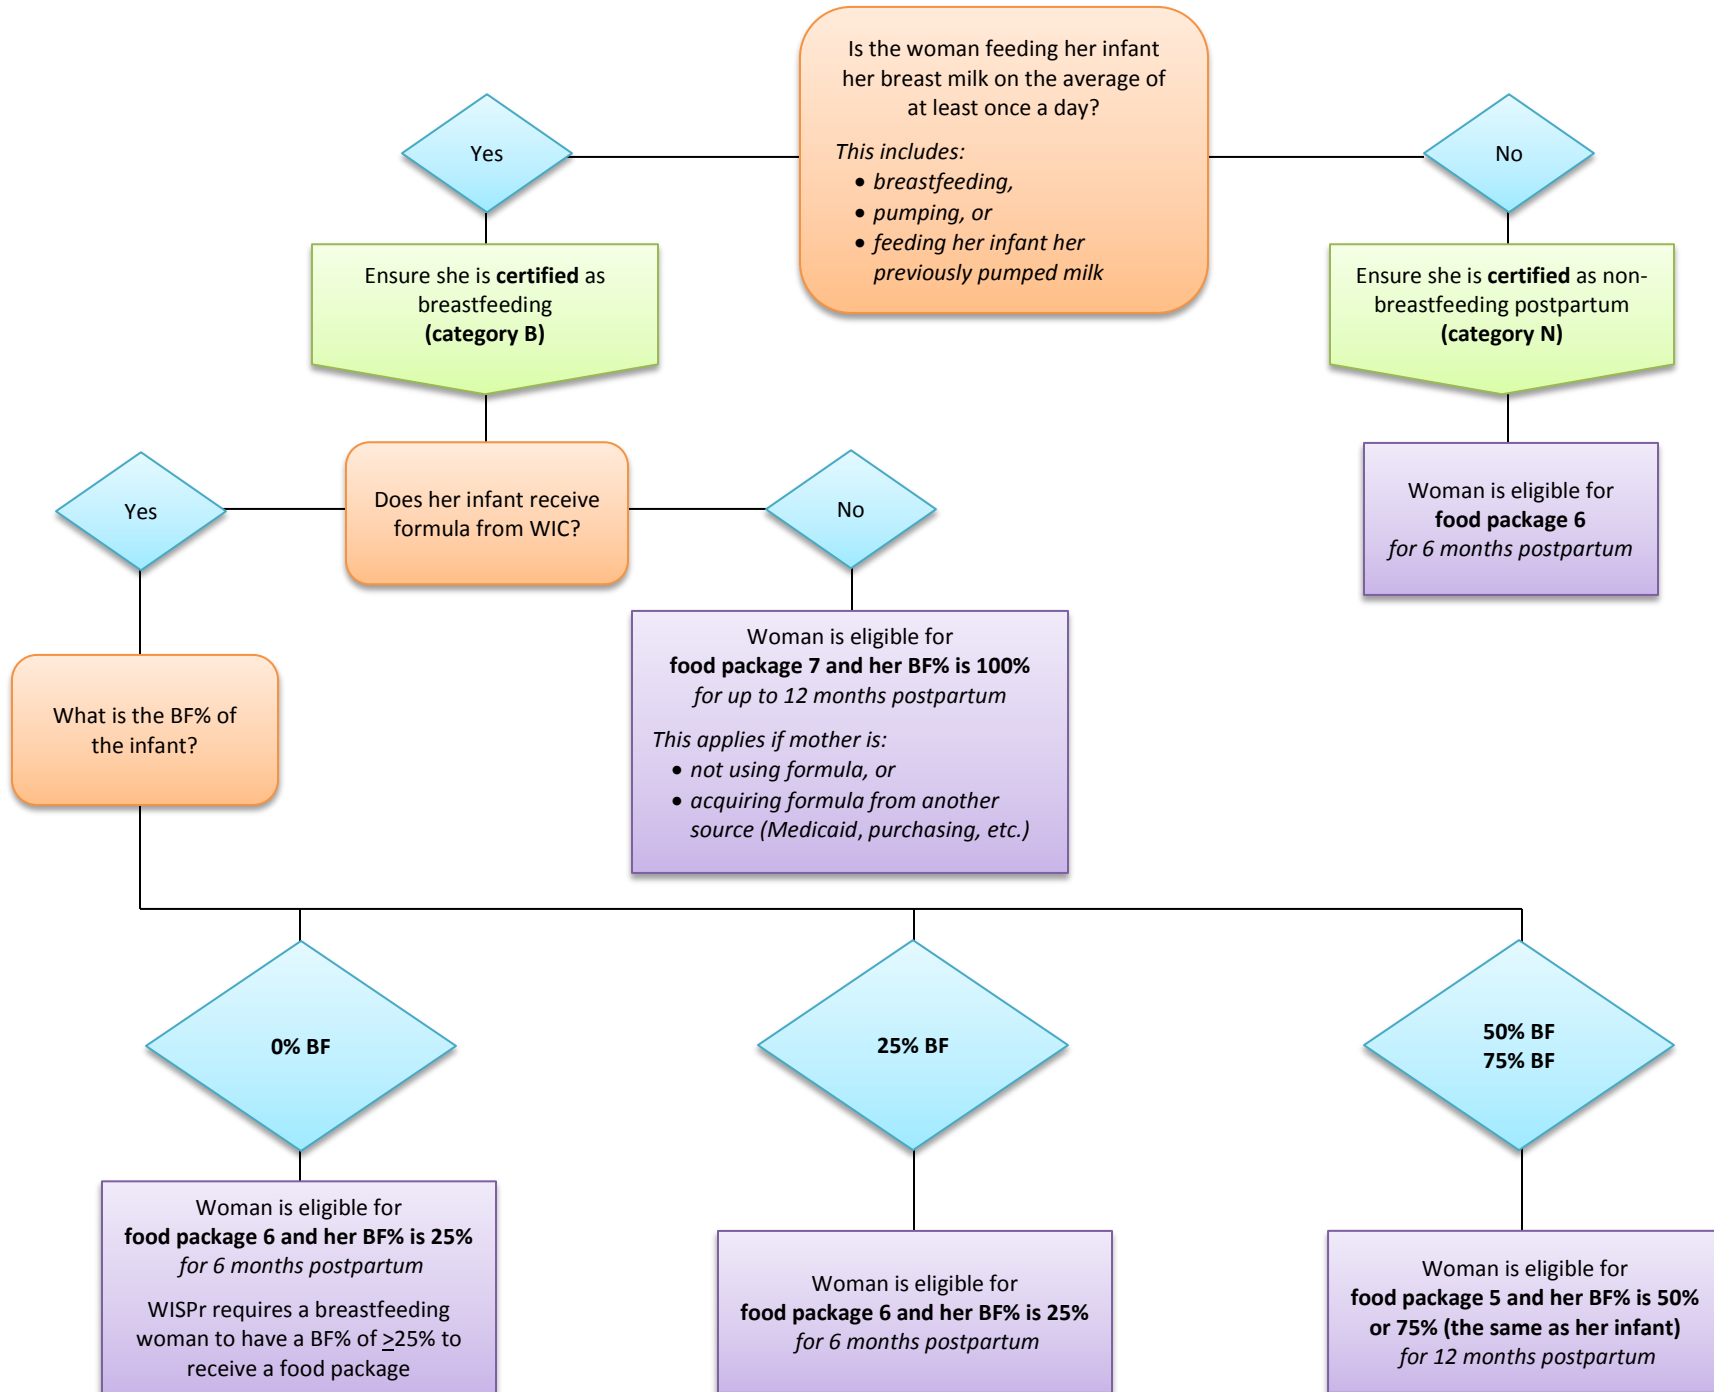 Is the woman feeding her infant
her breast milk on the average of
at least once a day?
This includes:
• breastfeeding,
• pumping, or
• feeding her infant her
previously pumped milk
Yes
No
Ensure she is certified as
breastfeeding
(category B)
Ensure she is certified as non-
breastfeeding postpartum
(category N)
Does her infant receive
formula from WIC?
Yes
No
Woman is eligible for
food package 6
for 6 months postpartum
Woman is eligible for
food package 7 and her BF% is 100%
for up to 12 months postpartum
This applies if mother is:
• not using formula, or
• acquiring formula from another
source (Medicaid, purchasing, etc.)
What is the BF% of
the infant?
0% BF
25% BF
50% BF
75% BF
Woman is eligible for
food package 6 and her BF% is 25%
for 6 months postpartum
WISPr requires a breastfeeding
woman to have a BF% of ≥25% to
receive a food package
Woman is eligible for
food package 6 and her BF% is 25%
for 6 months postpartum
Woman is eligible for
food package 5 and her BF% is 50%
or 75% (the same as her infant)
for 12 months postpartum